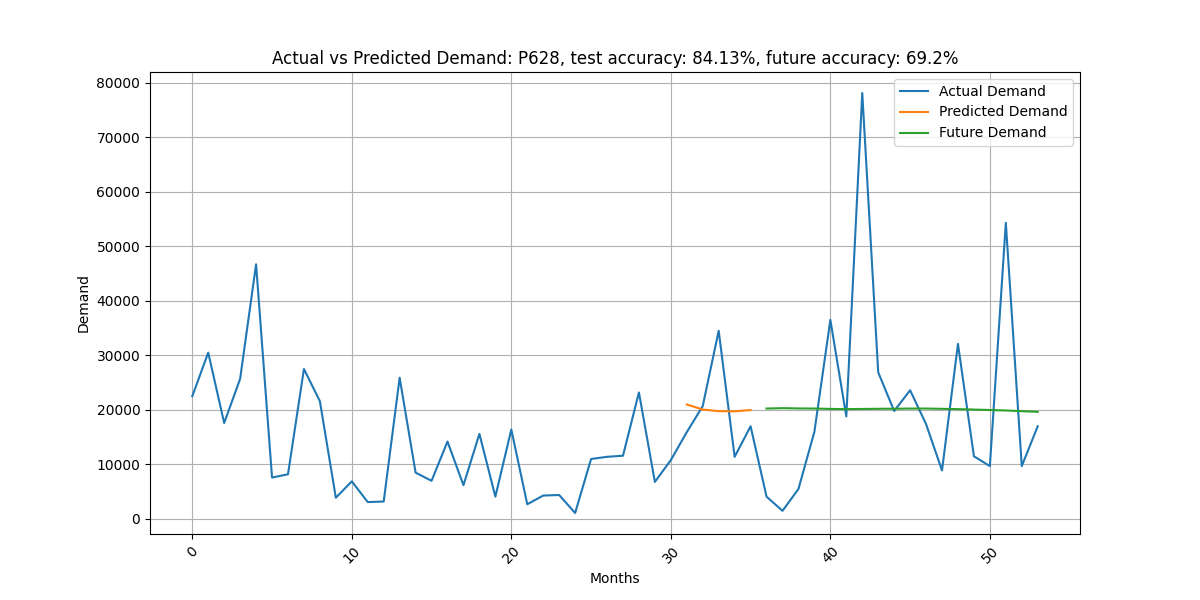 Actual vs Predicted Demand: P628, test accuracy: 84.13%, future accuracy: 69.2%
Actual Demand
Predicted Demand
Future Demand
80000
70000
60000
50000
40000
30000
20000
10000
0
Demand
0 10 20 30 40 50
Months